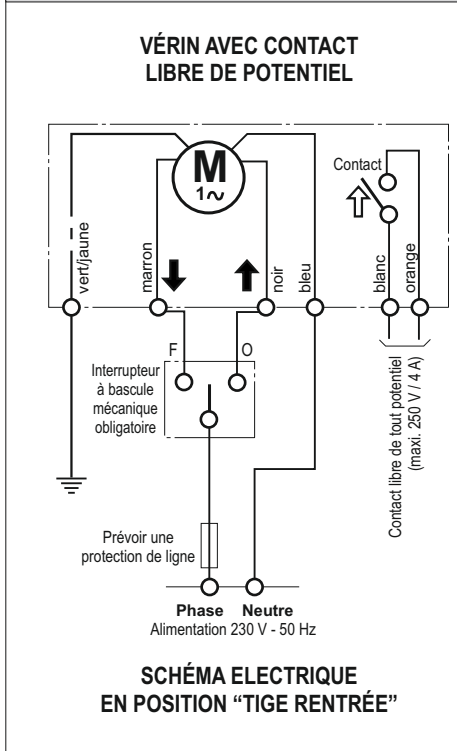 VÉRIN AVEC CONTACT
LIBRE DE POTENTIEL
M
1∿
Contact
vert/jaune
marron
noir
bleu
blanc
orange
F
O
Interrupteur
à bascule
mécanique
obligatoire
Contact libre de tout potentiel
(maxi. 250 V / 4 A)
Prévoir une
protection de ligne
Phase Neutre
Alimentation 230 V - 50 Hz
SCHÉMA ELECTRIQUE
EN POSITION “TIGE RENTRÉE”